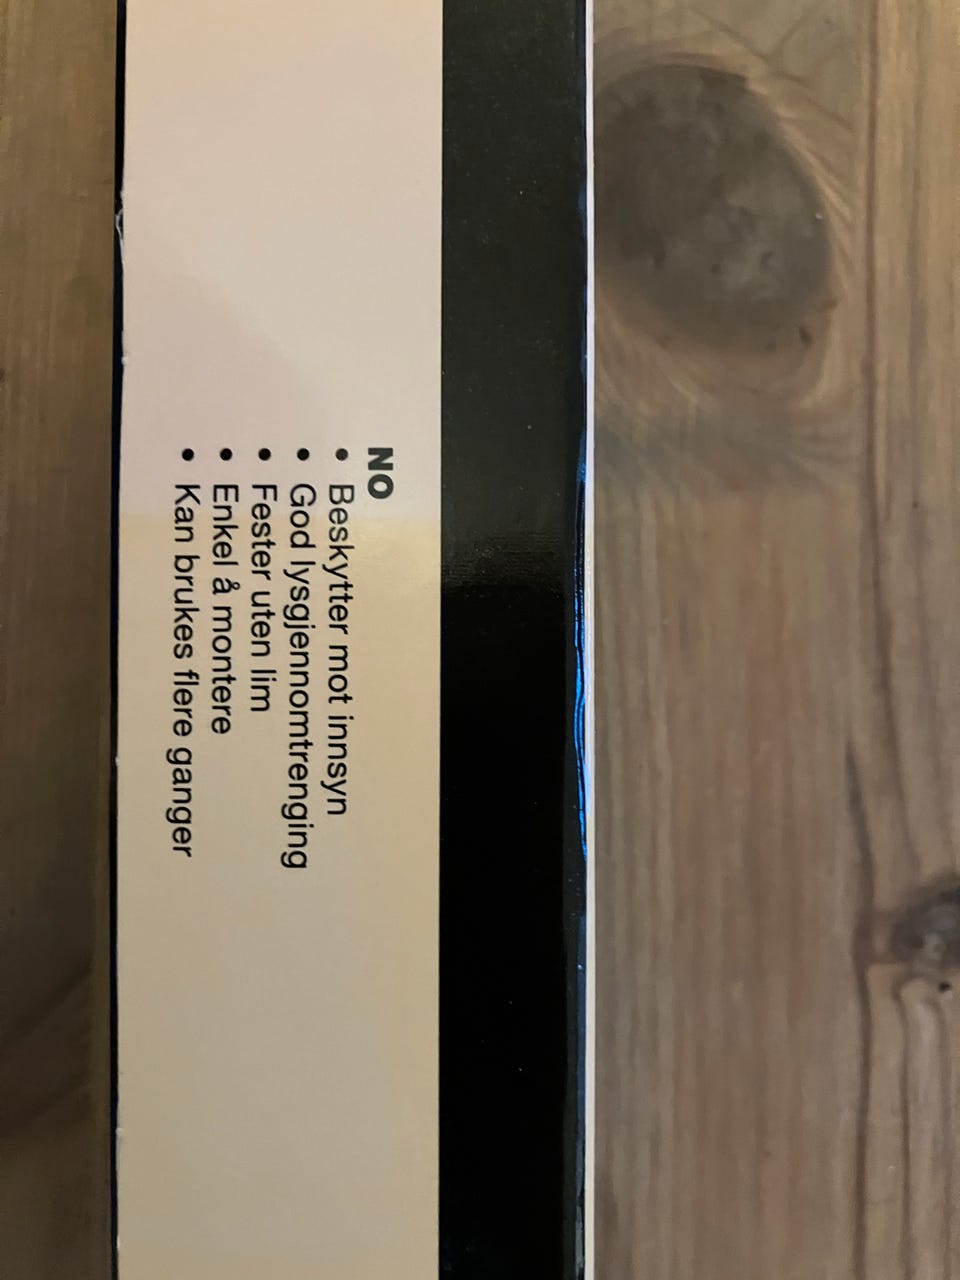 NO
• Beskytter mot innsyn
• God lysgjennomtrenging
• Fester uten lim
• Enkel å montere
• Kan brukes flere ganger